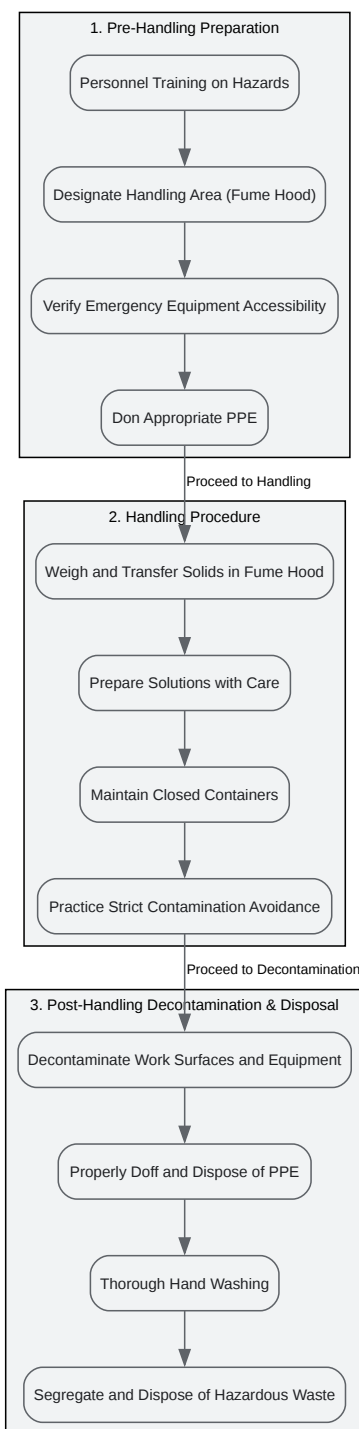 1. Pre-Handling Preparation
Personnel Training on Hazards
Designate Handling Area (Fume Hood)
Verify Emergency Equipment Accessibility
Don Appropriate PPE
Proceed to Handling
2. Handling Procedure
Weigh and Transfer Solids in Fume Hood
Prepare Solutions with Care
Maintain Closed Containers
Practice Strict Contamination Avoidance
Proceed to Decontamination
3. Post-Handling Decontamination & Disposal
Decontaminate Work Surfaces and Equipment
Properly Doff and Dispose of PPE
Thorough Hand Washing
Segregate and Dispose of Hazardous Waste